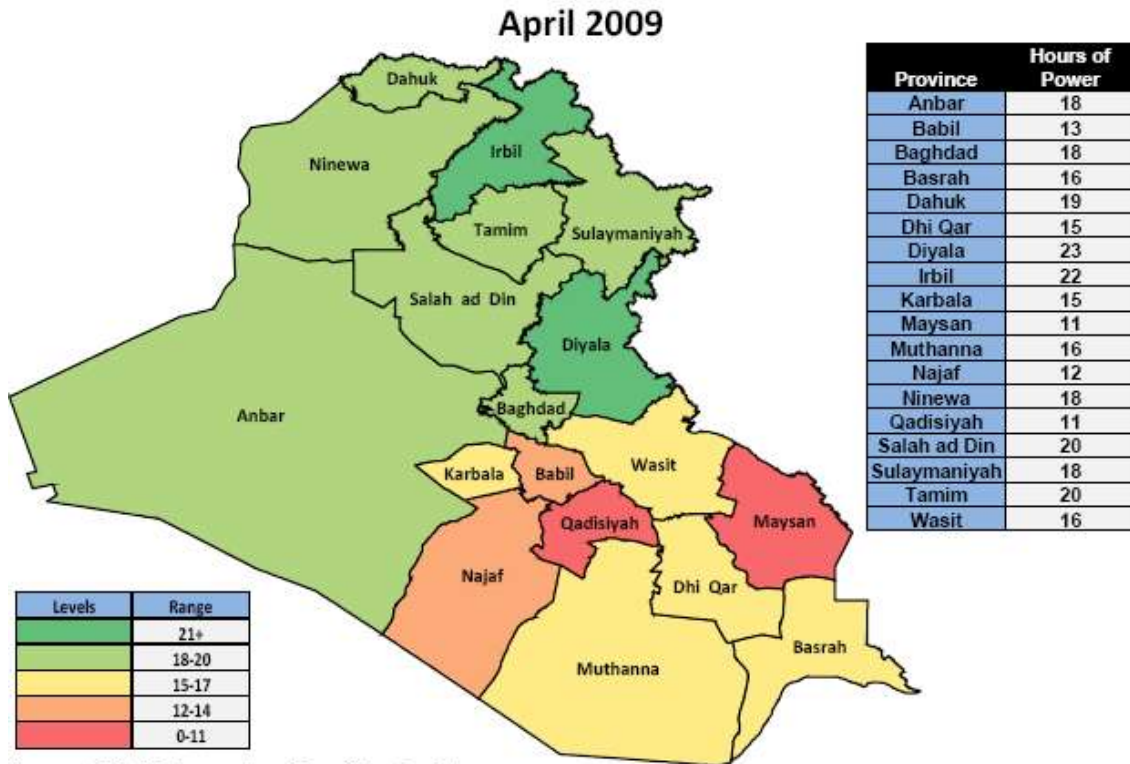 April 2009
Province Hours of Power
Anbar 18
Babil 13
Baghdad 18
Basrah 16
Dahuk 19
Dhi Qar 15
Diyala 23
Irbil 22
Karbala 15
Maysan 11
Muthanna 16
Najaf 12
Ninewa 18
Qadisiyah 11
Salah ad Din 20
Sulaymaniyah 18
Tamim 20
Wasit 16
Dahuk
Irbil
Ninewa
Tamim
Sulaymaniyah
Salah ad Din
Diyala
Anbar
Baghdad
Karbala
Babil
Wasit
Qadisiyah
Maysan
Najaf
Dhi Qar
Muthanna
Basrah
Levels Range
21+
18-20
15-17
12-14
0-11